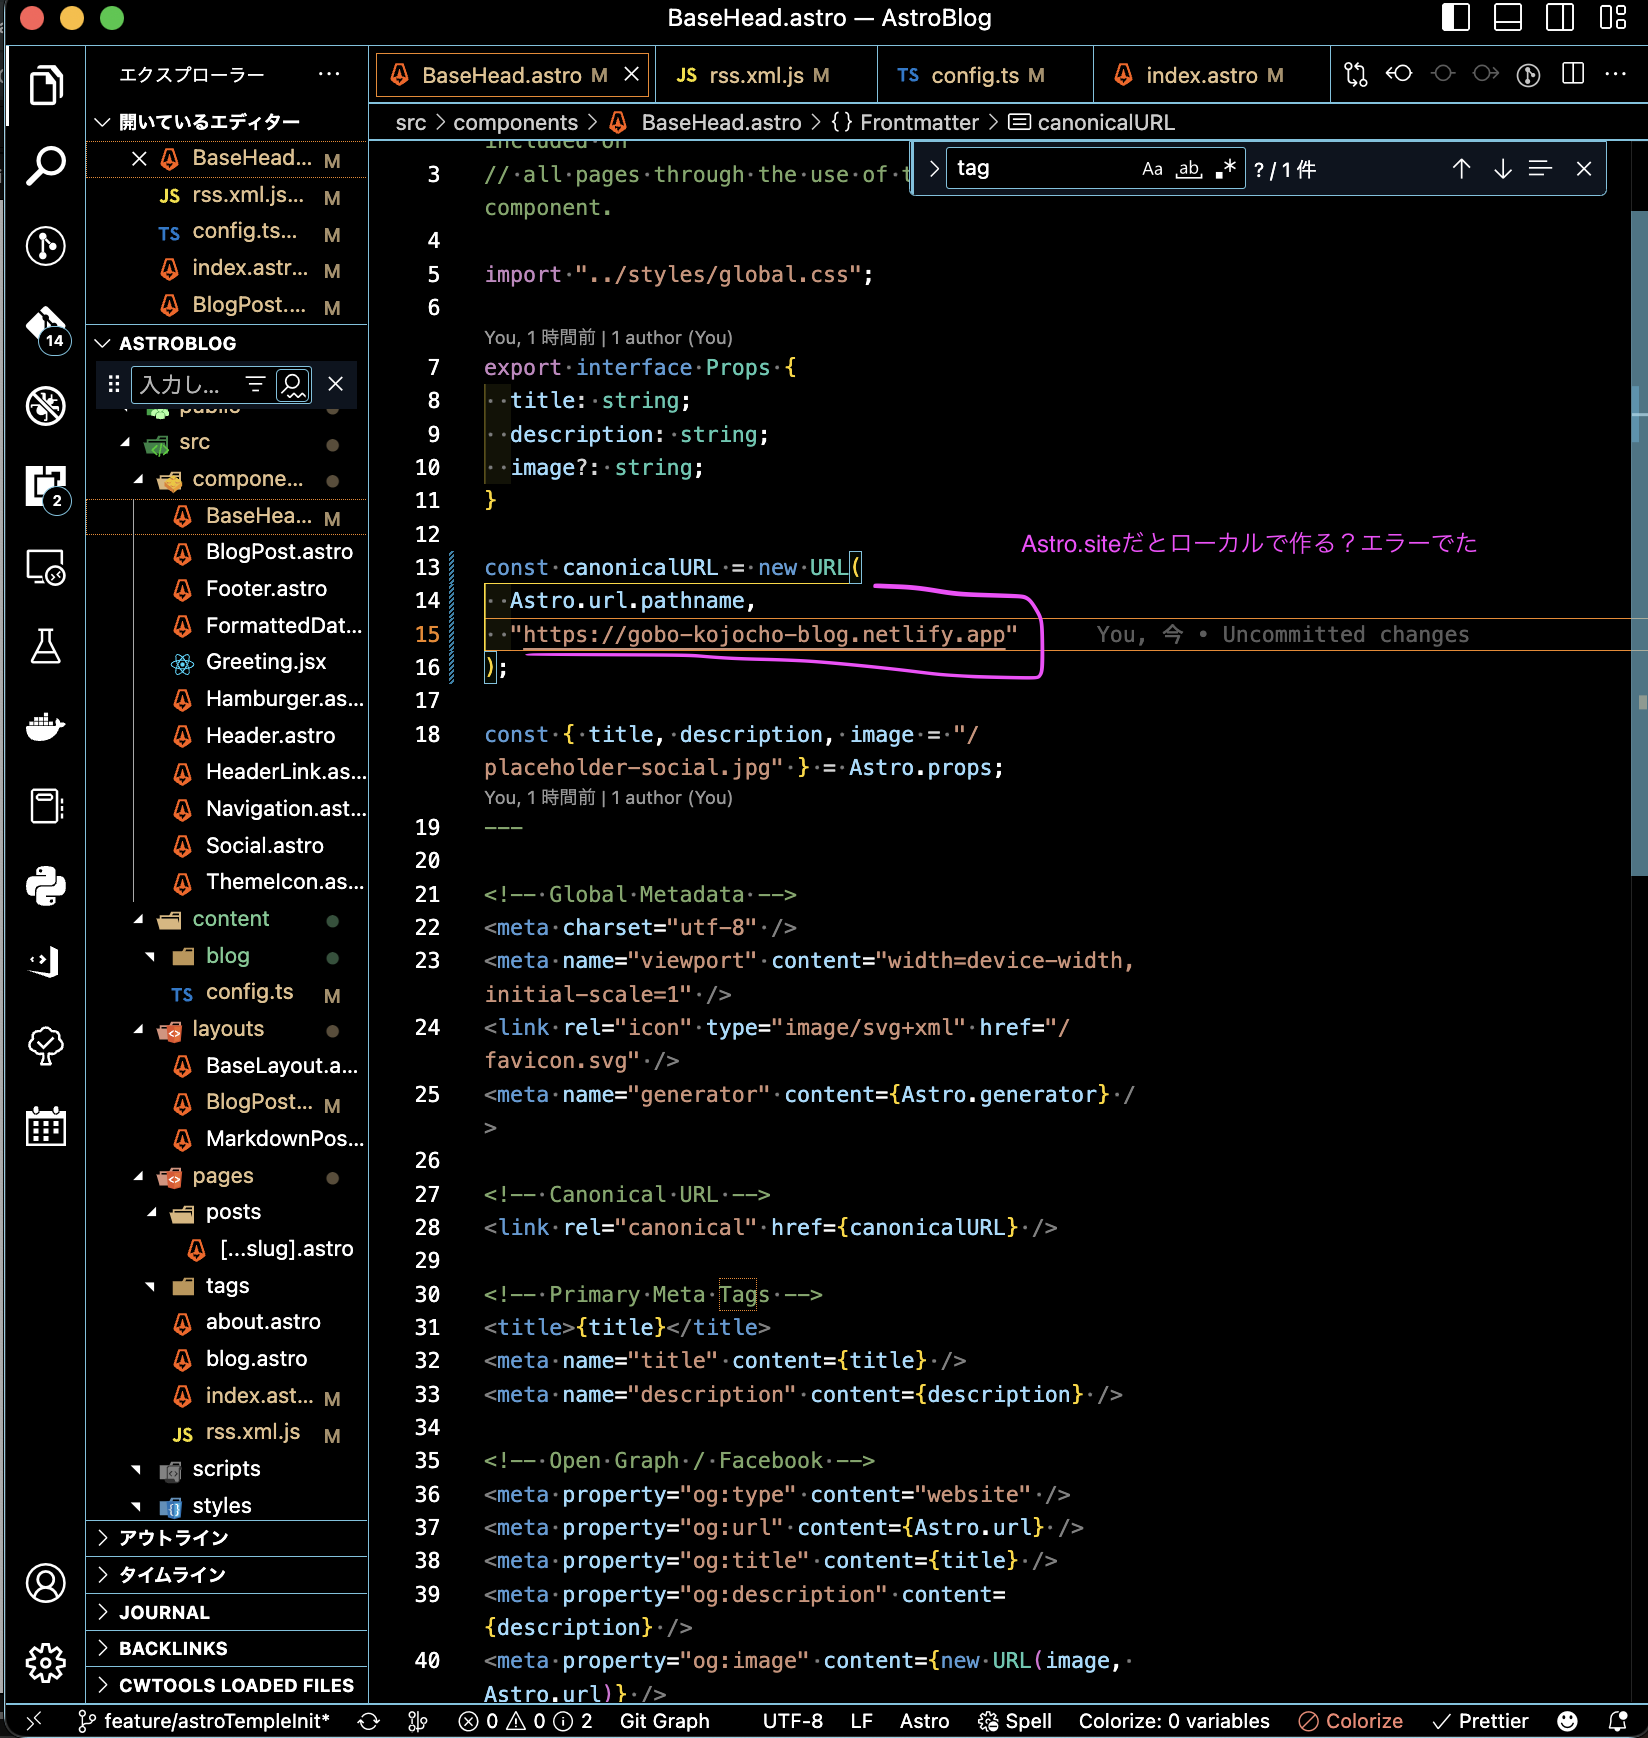 BaseHead.astro — AstroBlog
エクスプローラー
開いているエディター
BaseHead... M
JS rss.xml.js... M
TS config.ts... M
index.astr... M
BlogPost.... M
ASTROBLOG
入力し...
public
src
compone...
BaseHea... M
BlogPost.astro
Footer.astro
FormattedDat...
Greeting.jsx
Hamburger.as...
Header.astro
HeaderLink.as...
Navigation.ast...
Social.astro
ThemeIcon.as...
content
blog
TS config.ts M
layouts
BaseLayout.a...
BlogPost... M
MarkdownPos...
pages
posts
[...slug].astro
tags
about.astro
blog.astro
index.ast... M
JS rss.xml.js M
scripts
styles
アウトライン
タイムライン
JOURNAL
BACKLINKS
CWTOOLS LOADED FILES
14
2
BaseHead.astro M
JS rss.xml.js M
TS config.ts M
index.astro M
src > components > BaseHead.astro > {} Frontmatter > canonicalURL
tag Aa ab .* ? / 1 件
included on
3 // all pages through the use of t
component.
4
5 import "../styles/global.css";
6
You, 1 時間前 | 1 author (You)
7 export interface Props {
8 title: string;
9 description: string;
10 image?: string;
11 }
12
Astro.siteだとローカルで作る？エラーでた
13 const canonicalURL = new URL(
14 Astro.url.pathname,
15 "https://gobo-kojocho-blog.netlify.app" You, 今 • Uncommitted changes
16 );
17
18 const { title, description, image = "/
placeholder-social.jpg" } = Astro.props;
You, 1 時間前 | 1 author (You)
19 ---
20
21 <!-- Global Metadata -->
22 <meta charset="utf-8" />
23 <meta name="viewport" content="width=device-width,
initial-scale=1" />
24 <link rel="icon" type="image/svg+xml" href="/
favicon.svg" />
25 <meta name="generator" content={Astro.generator} /
>
26
27 <!-- Canonical URL -->
28 <link rel="canonical" href={canonicalURL} />
29
30 <!-- Primary Meta Tags -->
31 <title>{title}</title>
32 <meta name="title" content={title} />
33 <meta name="description" content={description} />
34
35 <!-- Open Graph / Facebook -->
36 <meta property="og:type" content="website" />
37 <meta property="og:url" content={Astro.url} />
38 <meta property="og:title" content={title} />
39 <meta property="og:description" content=
{description} />
40 <meta property="og:image" content={new URL(image,
Astro.url)} />
feature/astroTempleInit* 0 0 2 Git Graph UTF-8 LF Astro Spell Colorize: 0 variables Colorize Prettier